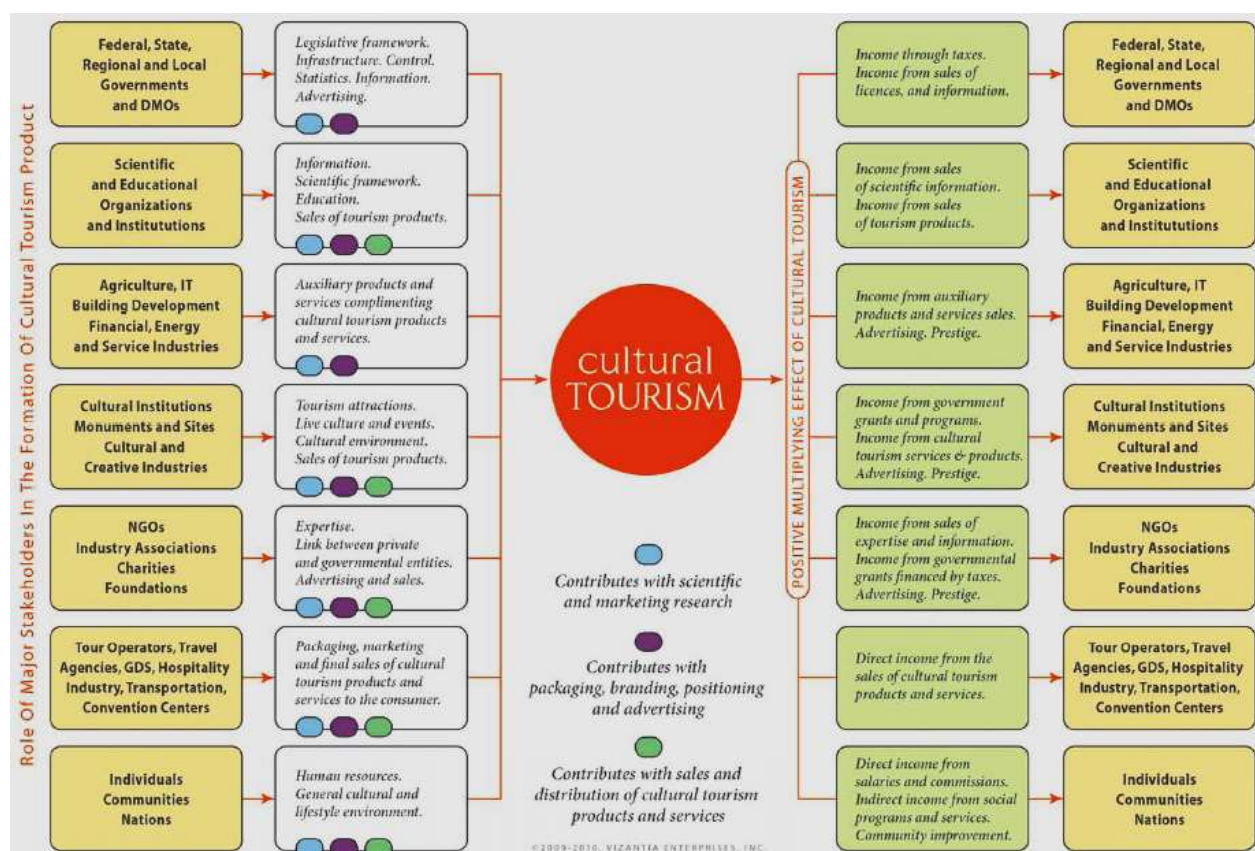 Role Of Major Stakeholders In The Formation Of Cultural Tourism Product
Federal, State,
Regional and Local
Governments
and DMOs
Legislative framework.
Infrastructure. Control.
Statistics. Information.
Advertising.
Scientific
and Educational
Organizations
and Institututions
Information.
Scientific framework.
Education.
Sales of tourism products.
Agriculture, IT
Building Development
Financial, Energy
and Service Industries
Auxiliary products and
services complimenting
cultural tourism products
and services.
Cultural Institutions
Monuments and Sites
Cultural and
Creative Industries
Tourism attractions.
Live culture and events.
Cultural environment.
Sales of tourism products.
NGOs
Industry Associations
Charities
Foundations
Expertise.
Link between private
and governmental entities.
Advertising and sales.
Tour Operators, Travel
Agencies, GDS, Hospitality
Industry, Transportation,
Convention Centers
Packaging, marketing
and final sales of cultural
tourism products and
services to the consumer.
Individuals
Communities
Nations
Human resources.
General cultural and
lifestyle environment.
cultural
TOURISM
Contributes with scientific
and marketing research
Contributes with
packaging, branding, positioning
and advertising
Contributes with sales and
distribution of cultural tourism
products and services
©2009-2010, VIZANTIA ENTERPRISES, INC.
POSITIVE MULTIPLYING EFFECT OF CULTURAL TOURISM
Income through taxes.
Income from sales of
licences, and information.
Federal, State,
Regional and Local
Governments
and DMOs
Income from sales
of scientific information.
Income from sales
of tourism products.
Scientific
and Educational
Organizations
and Institututions
Income from auxiliary
products and services sales.
Advertising. Prestige.
Agriculture, IT
Building Development
Financial, Energy
and Service Industries
Income from government
grants and programs.
Income from cultural
tourism services & products.
Advertising. Prestige.
Cultural Institutions
Monuments and Sites
Cultural and
Creative Industries
Income from sales of
expertise and information.
Income from governmental
grants financed by taxes.
Advertising. Prestige.
NGOs
Industry Associations
Charities
Foundations
Direct income from the
sales of cultural tourism
products and services.
Tour Operators, Travel
Agencies, GDS, Hospitality
Industry, Transportation,
Convention Centers
Direct income from
salaries and commissions.
Indirect income from social
programs and services.
Community improvement.
Individuals
Communities
Nations